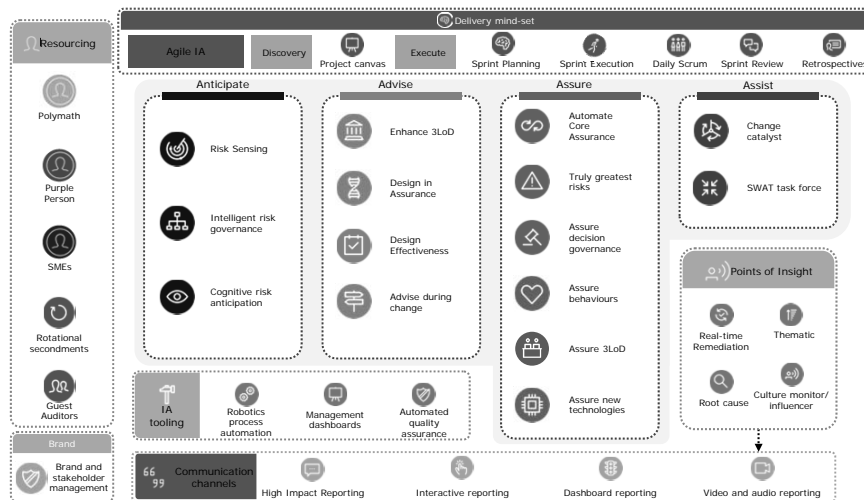 Delivery mind-set
Resourcing
Agile IA
Discovery
Project canvas
Execute
Sprint Planning
Sprint Execution
Daily Scrum
Sprint Review
Retrospectives
Polymath
Purple
Person
SMEs
Rotational
secondments
Guest
Auditors
Brand
Brand and
stakeholder
management
Anticipate
Risk Sensing
Intelligent risk
governance
Cognitive risk
anticipation
Advise
Enhance 3LoD
Design in
Assurance
Design
Effectiveness
Advise during
change
Assure
Automate
Core
Assurance
Truly greatest
risks
Assure
decision
governance
Assure
behaviours
Assure 3LoD
Assure new
technologies
Assist
Change
catalyst
SWAT task force
Points of Insight
Real-time
Remediation
Thematic
Root cause
Culture monitor/
influencer
IA
tooling
Robotics
process
automation
Management
dashboards
Automated
quality
assurance
66
99
Communication
channels
High Impact Reporting
Interactive reporting
Dashboard reporting
Video and audio reporting